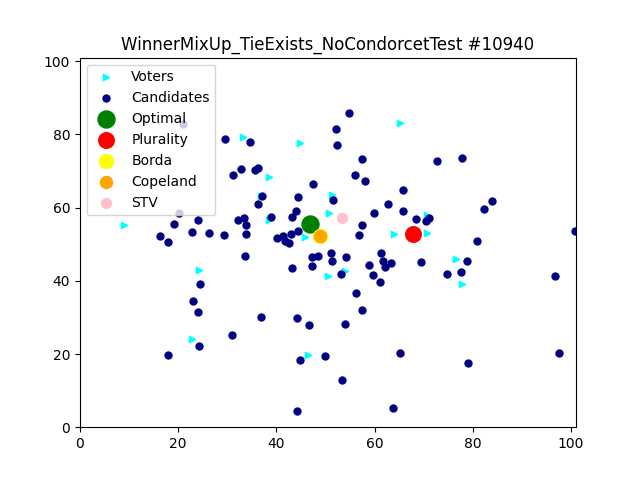 WinnerMixUp_TieExists_NoCondorcetTest #10940
Voters
Candidates
Optimal
Plurality
Borda
Copeland
STV
100
80
60
40
20
0
0 20 40 60 80 100